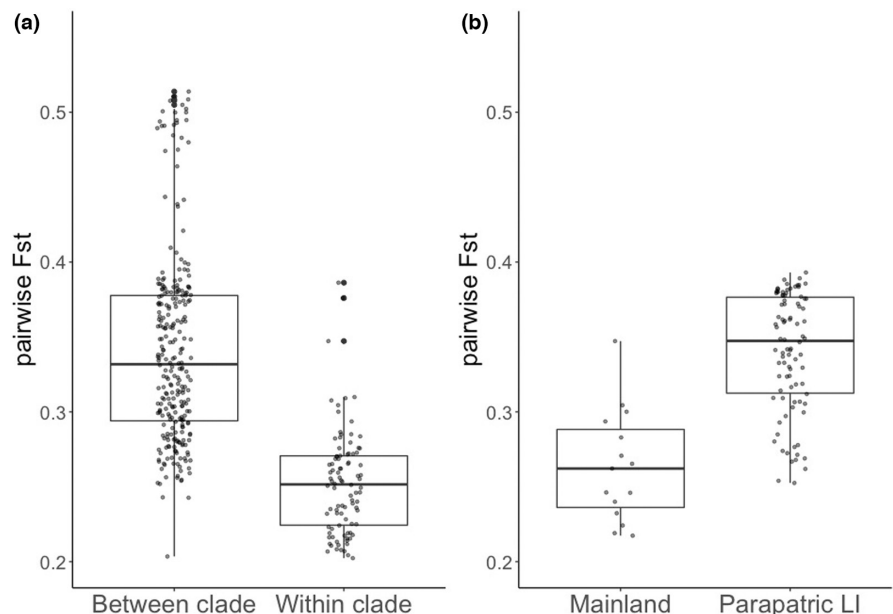 (a)
pairwise Fst
0.5
0.4
0.3
0.2
Between clade Within clade
(b)
pairwise Fst
0.5
0.4
0.3
0.2
Mainland Parapatric LI